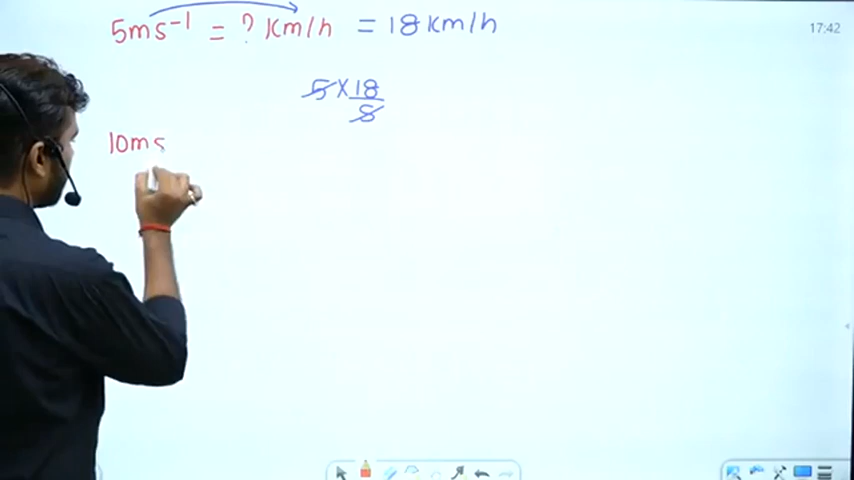 5ms⁻¹ = ? Km/h = 18 Km/h
17:42
5 × 18
5
10ms